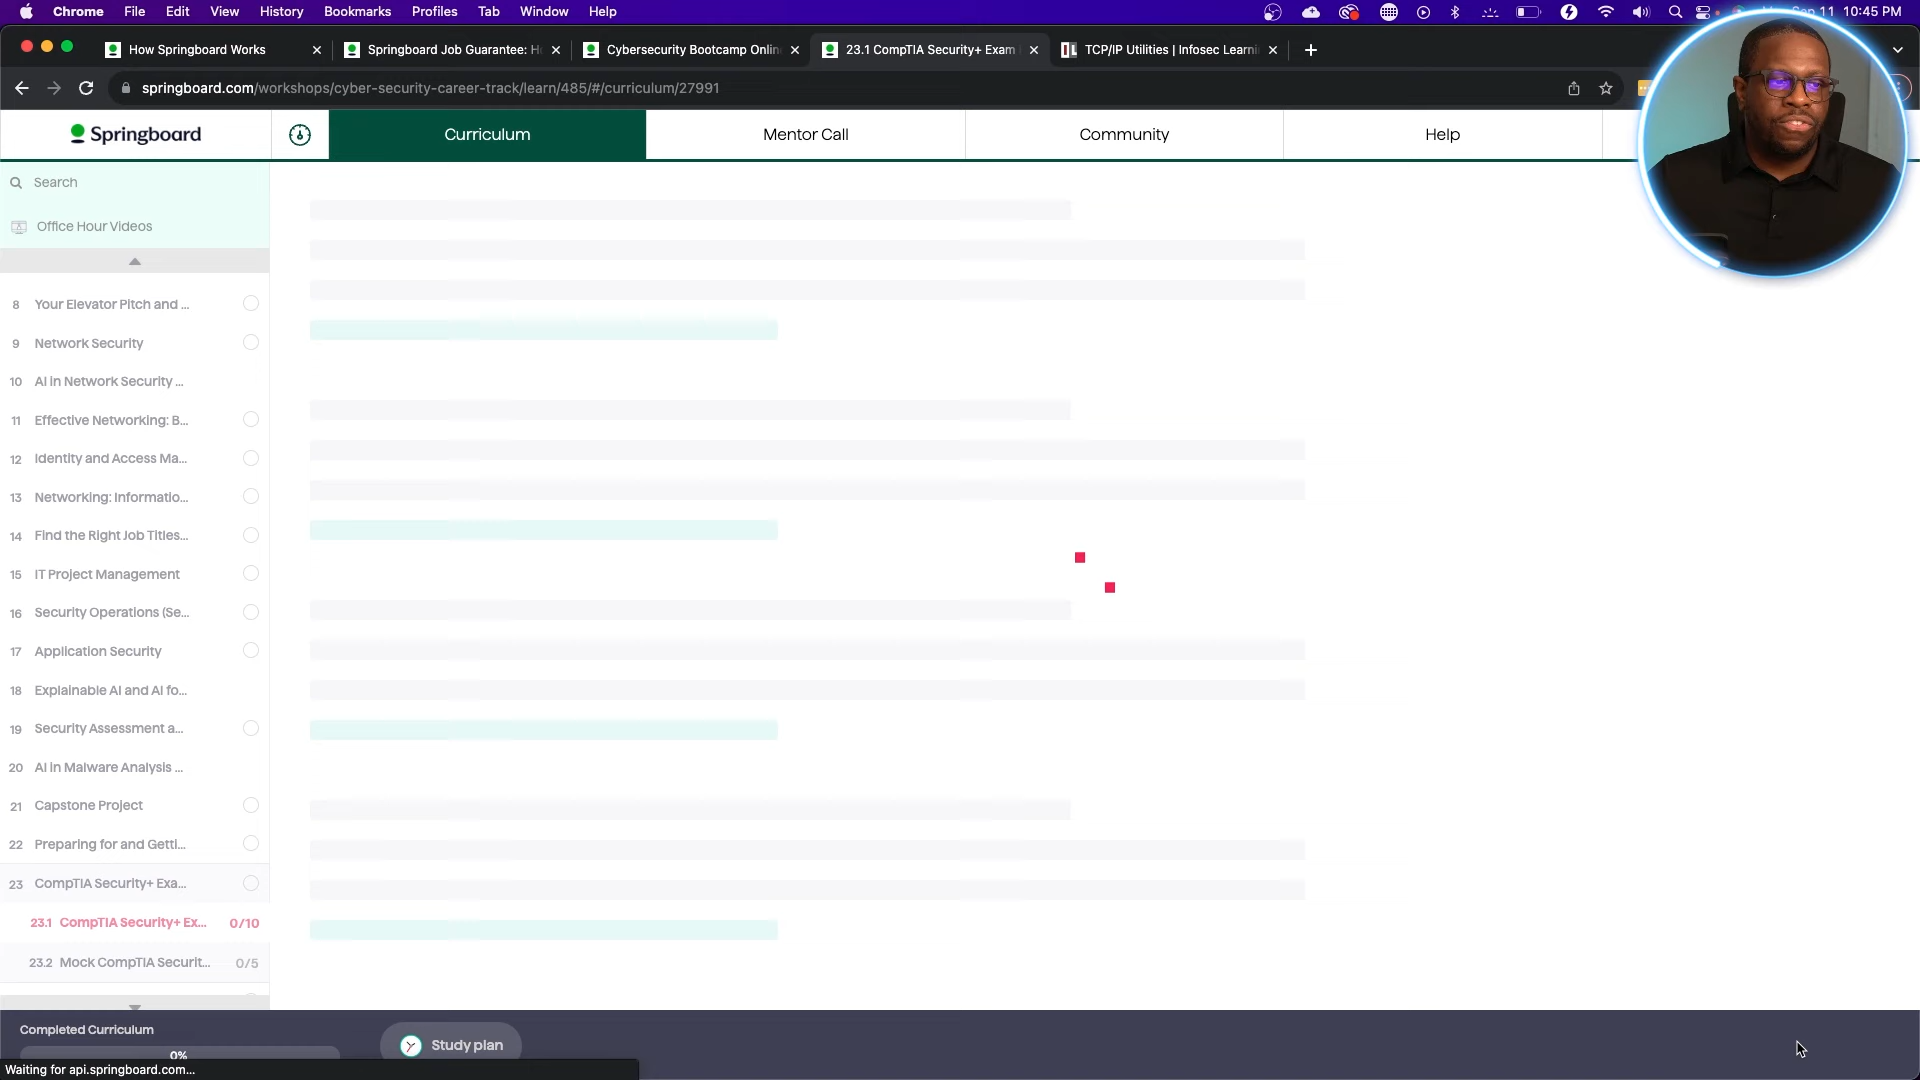 Chrome File Edit View History Bookmarks Profiles Tab Window Help
11 10:45 PM
How Springboard Works
Springboard Job Guarantee: H
Cybersecurity Bootcamp Onlin
23.1 CompTIA Security+ Exam
TCP/IP Utilities | Infosec Learni
springboard.com/workshops/cyber-security-career-track/learn/485/#/curriculum/27991
Springboard
Curriculum
Mentor Call
Community
Help
Search
Office Hour Videos
8 Your Elevator Pitch and ...
9 Network Security
10 AI in Network Security ...
11 Effective Networking: B...
12 Identity and Access Ma...
13 Networking: Informatio...
14 Find the Right Job Titles...
15 IT Project Management
16 Security Operations (Se...
17 Application Security
18 Explainable AI and AI fo...
19 Security Assessment a...
20 AI in Malware Analysis ...
21 Capstone Project
22 Preparing for and Getti...
23 CompTIA Security+ Exa...
23.1 CompTIA Security+ Ex... 0/10
23.2 Mock CompTIA Securit... 0/5
Completed Curriculum
0%
Study plan
Waiting for api.springboard.com...